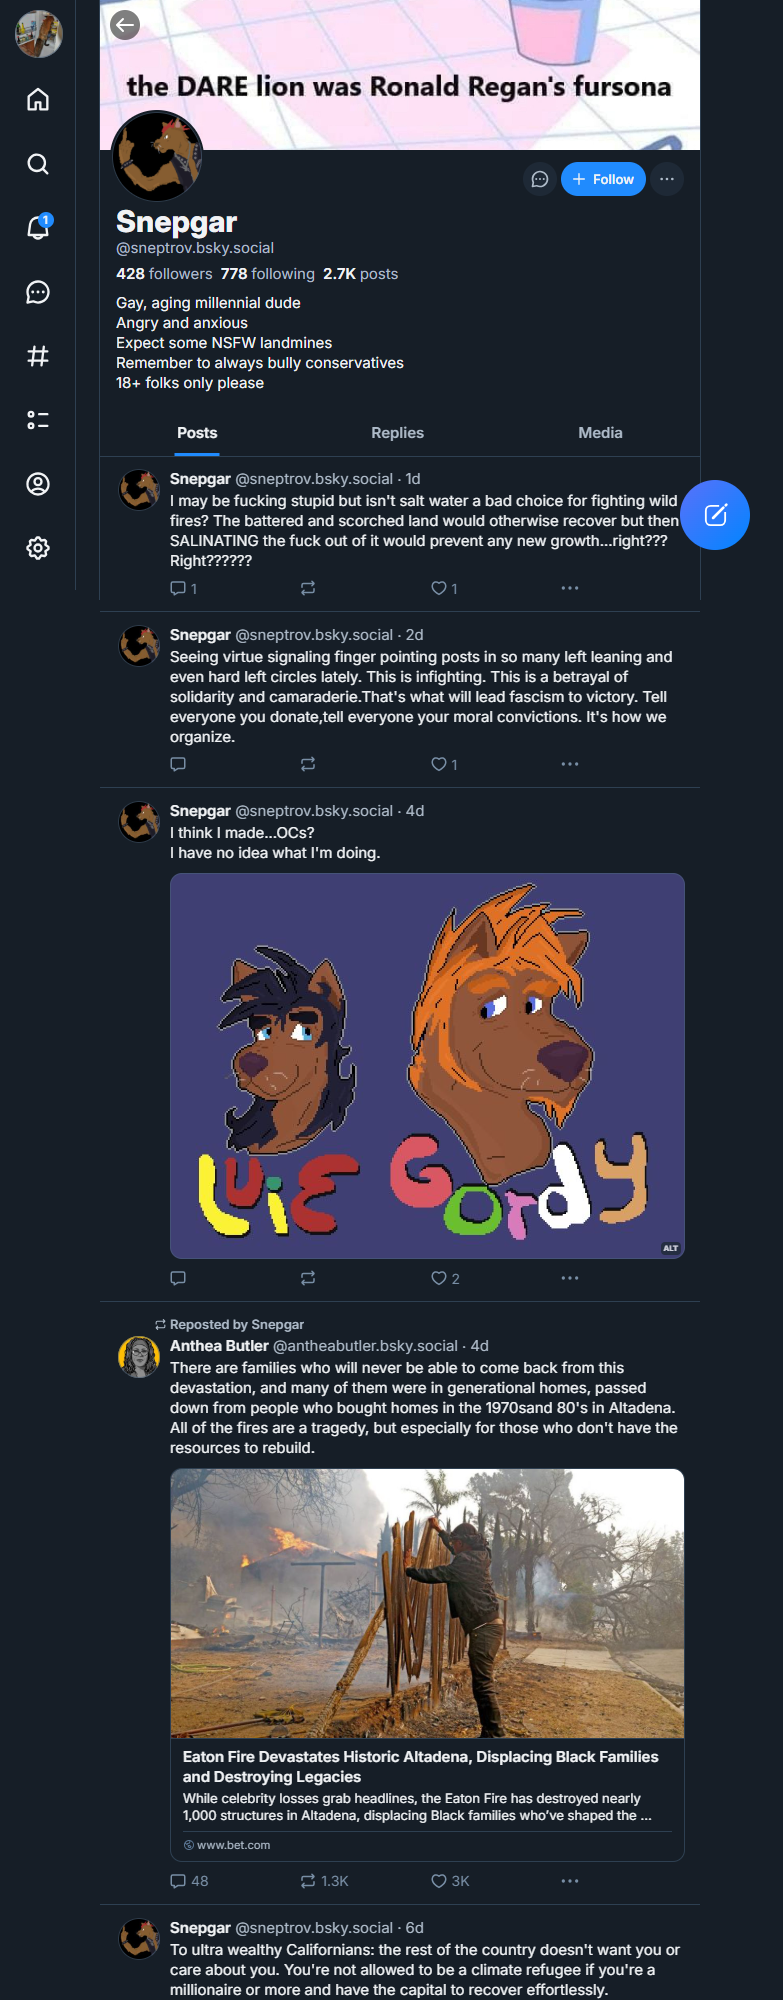 the DARE lion was Ronald Regan's fursona
Follow
Snepgar
@sneptrov.bsky.social
428 followers 778 following 2.7K posts
Gay, aging millennial dude
Angry and anxious
Expect some NSFW landmines
Remember to always bully conservatives
18+ folks only please
1
Posts Replies Media
Snepgar @sneptrov.bsky.social · 1d
I may be fucking stupid but isn't salt water a bad choice for fighting wild
fires? The battered and scorched land would otherwise recover but then
SALINATING the fuck out of it would prevent any new growth...right???
Right??????
1 1
Snepgar @sneptrov.bsky.social · 2d
Seeing virtue signaling finger pointing posts in so many left leaning and
even hard left circles lately. This is infighting. This is a betrayal of
solidarity and camaraderie.That's what will lead fascism to victory. Tell
everyone you donate,tell everyone your moral convictions. It's how we
organize.
1
Snepgar @sneptrov.bsky.social · 4d
I think I made...OCs?
I have no idea what I'm doing.
LuiE Gordy
ALT
2
Reposted by Snepgar
Anthea Butler @antheabutler.bsky.social · 4d
There are families who will never be able to come back from this
devastation, and many of them were in generational homes, passed
down from people who bought homes in the 1970sand 80's in Altadena.
All of the fires are a tragedy, but especially for those who don't have the
resources to rebuild.
Eaton Fire Devastates Historic Altadena, Displacing Black Families
and Destroying Legacies
While celebrity losses grab headlines, the Eaton Fire has destroyed nearly
1,000 structures in Altadena, displacing Black families who've shaped the ...
www.bet.com
48 1.3K 3K
Snepgar @sneptrov.bsky.social · 6d
To ultra wealthy Californians: the rest of the country doesn't want you or
care about you. You're not allowed to be a climate refugee if you're a
millionaire or more and have the capital to recover effortlessly.